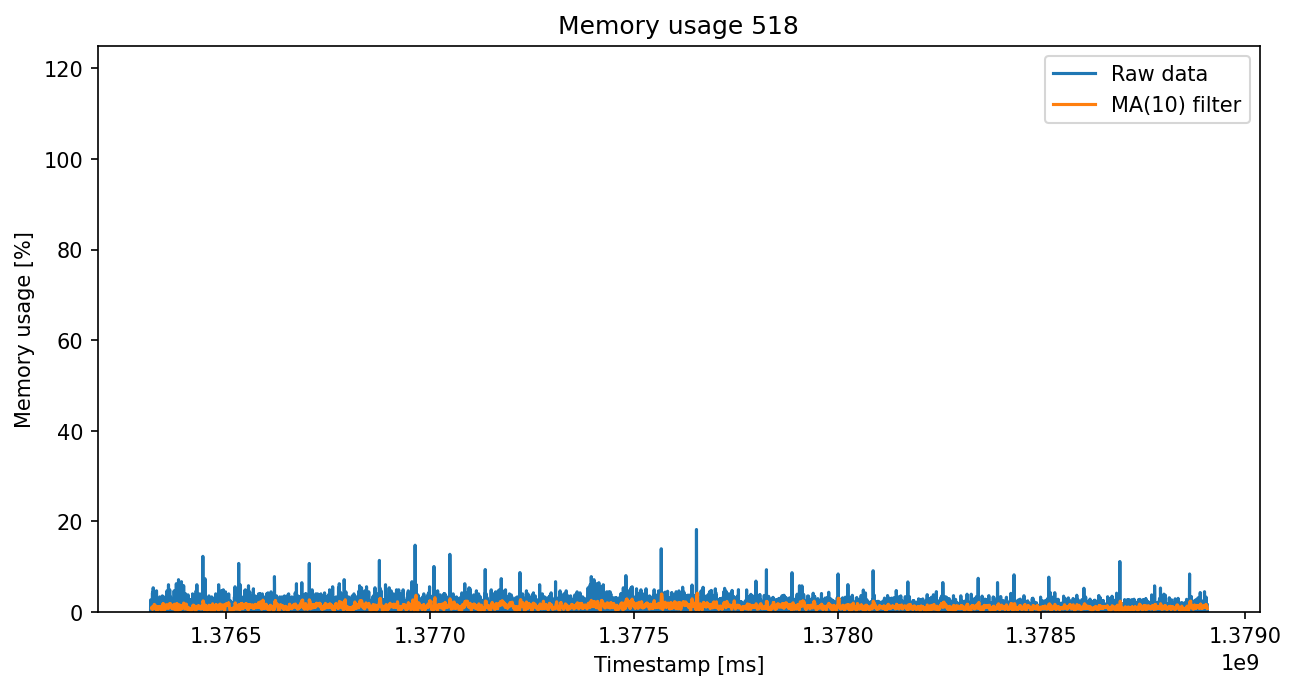 Memory usage 518
Raw data
MA(10) filter
Memory usage [%]
120
100
80
60
40
20
0
1.3765 1.3770 1.3775 1.3780 1.3785 1.3790
1e9
Timestamp [ms]